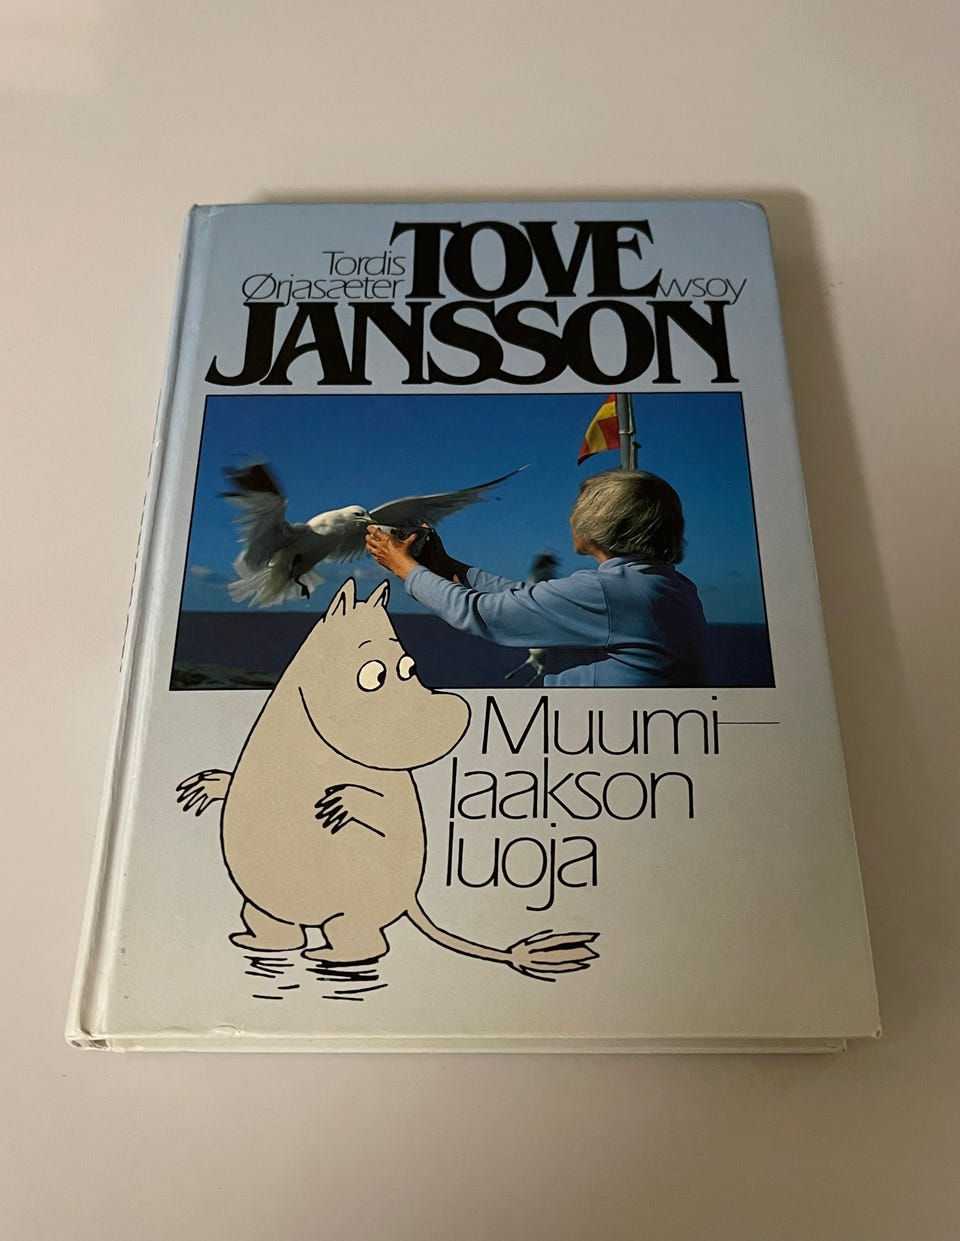 Tordis
Ørjasæter
TOVE
wsoy
JANSSON
Muumi-
laakson
luoja